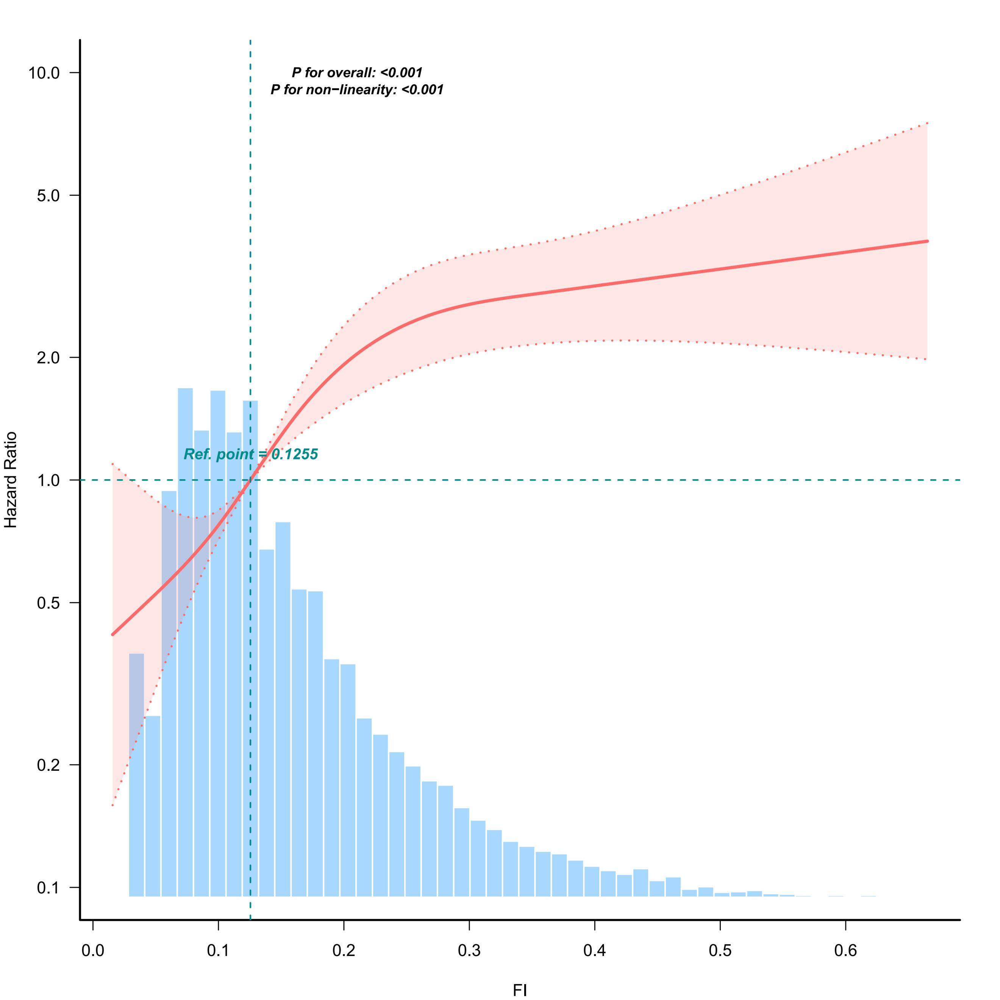 P for overall: <0.001
P for non−linearity: <0.001
10.0
5.0
2.0
Ref. point = 0.1255
1.0
0.5
0.2
0.1
Hazard Ratio
0.0 0.1 0.2 0.3 0.4 0.5 0.6
FI